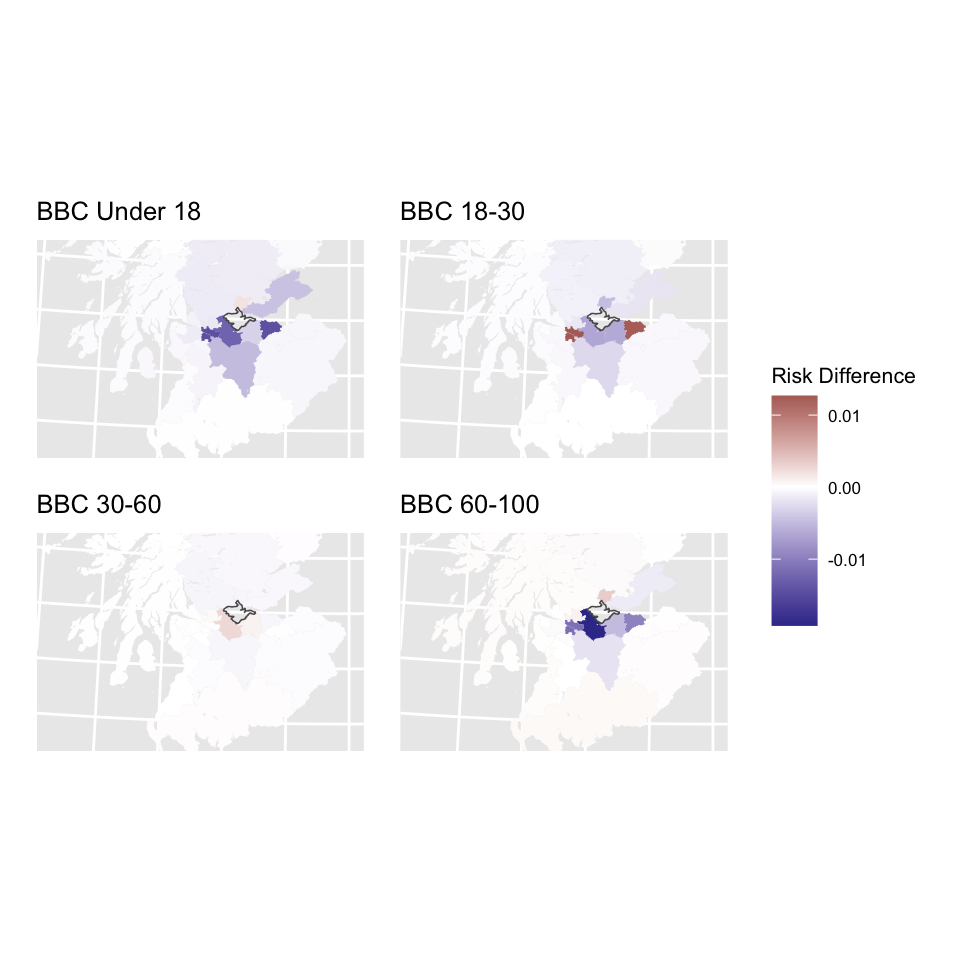 BBC Under 18
BBC 18-30
Risk Difference
0.01
0.00
-0.01
BBC 30-60
BBC 60-100